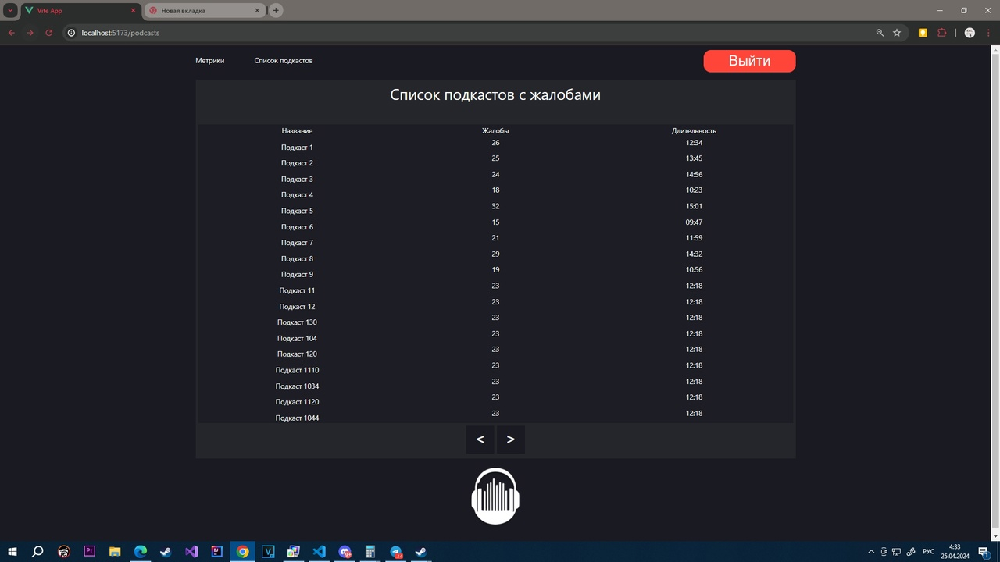 Vite App
Новая вкладка
localhost:5173/podcasts
Метрики Список подкастов Выйти
Список подкастов с жалобами
Название Жалобы Длительность
Подкаст 1 26 12:34
Подкаст 2 25 13:45
Подкаст 3 24 14:56
Подкаст 4 18 10:23
Подкаст 5 32 15:01
Подкаст 6 15 09:47
Подкаст 7 21 11:59
Подкаст 8 29 14:32
Подкаст 9 19 10:56
Подкаст 11 23 12:18
Подкаст 12 23 12:18
Подкаст 130 23 12:18
Подкаст 104 23 12:18
Подкаст 120 23 12:18
Подкаст 1110 23 12:18
Подкаст 1034 23 12:18
Подкаст 1120 23 12:18
Подкаст 1044 23 12:18
< >
РУС
4:33
25.04.2024